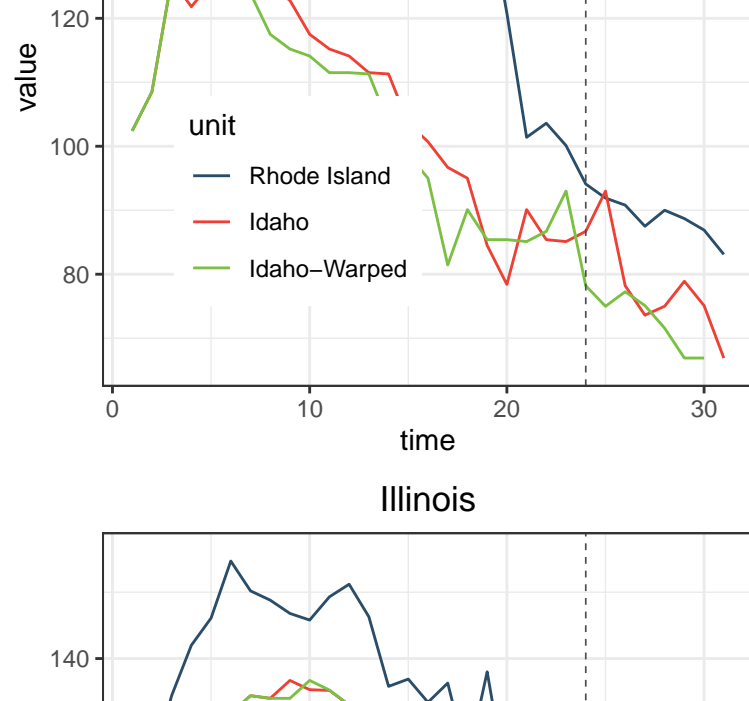 120
value
unit
100
Rhode Island
Idaho
Idaho−Warped
80
0 10 20 30
time
Illinois
140